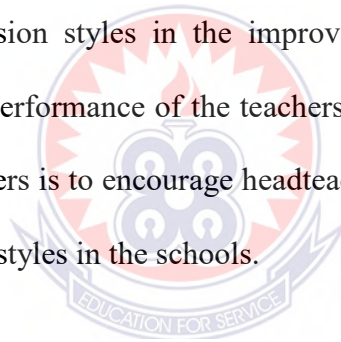 sion styles in the improv
erformance of the teachers
ers is to encourage headteac
styles in the schools.
EDUCATION FOR SERVICE